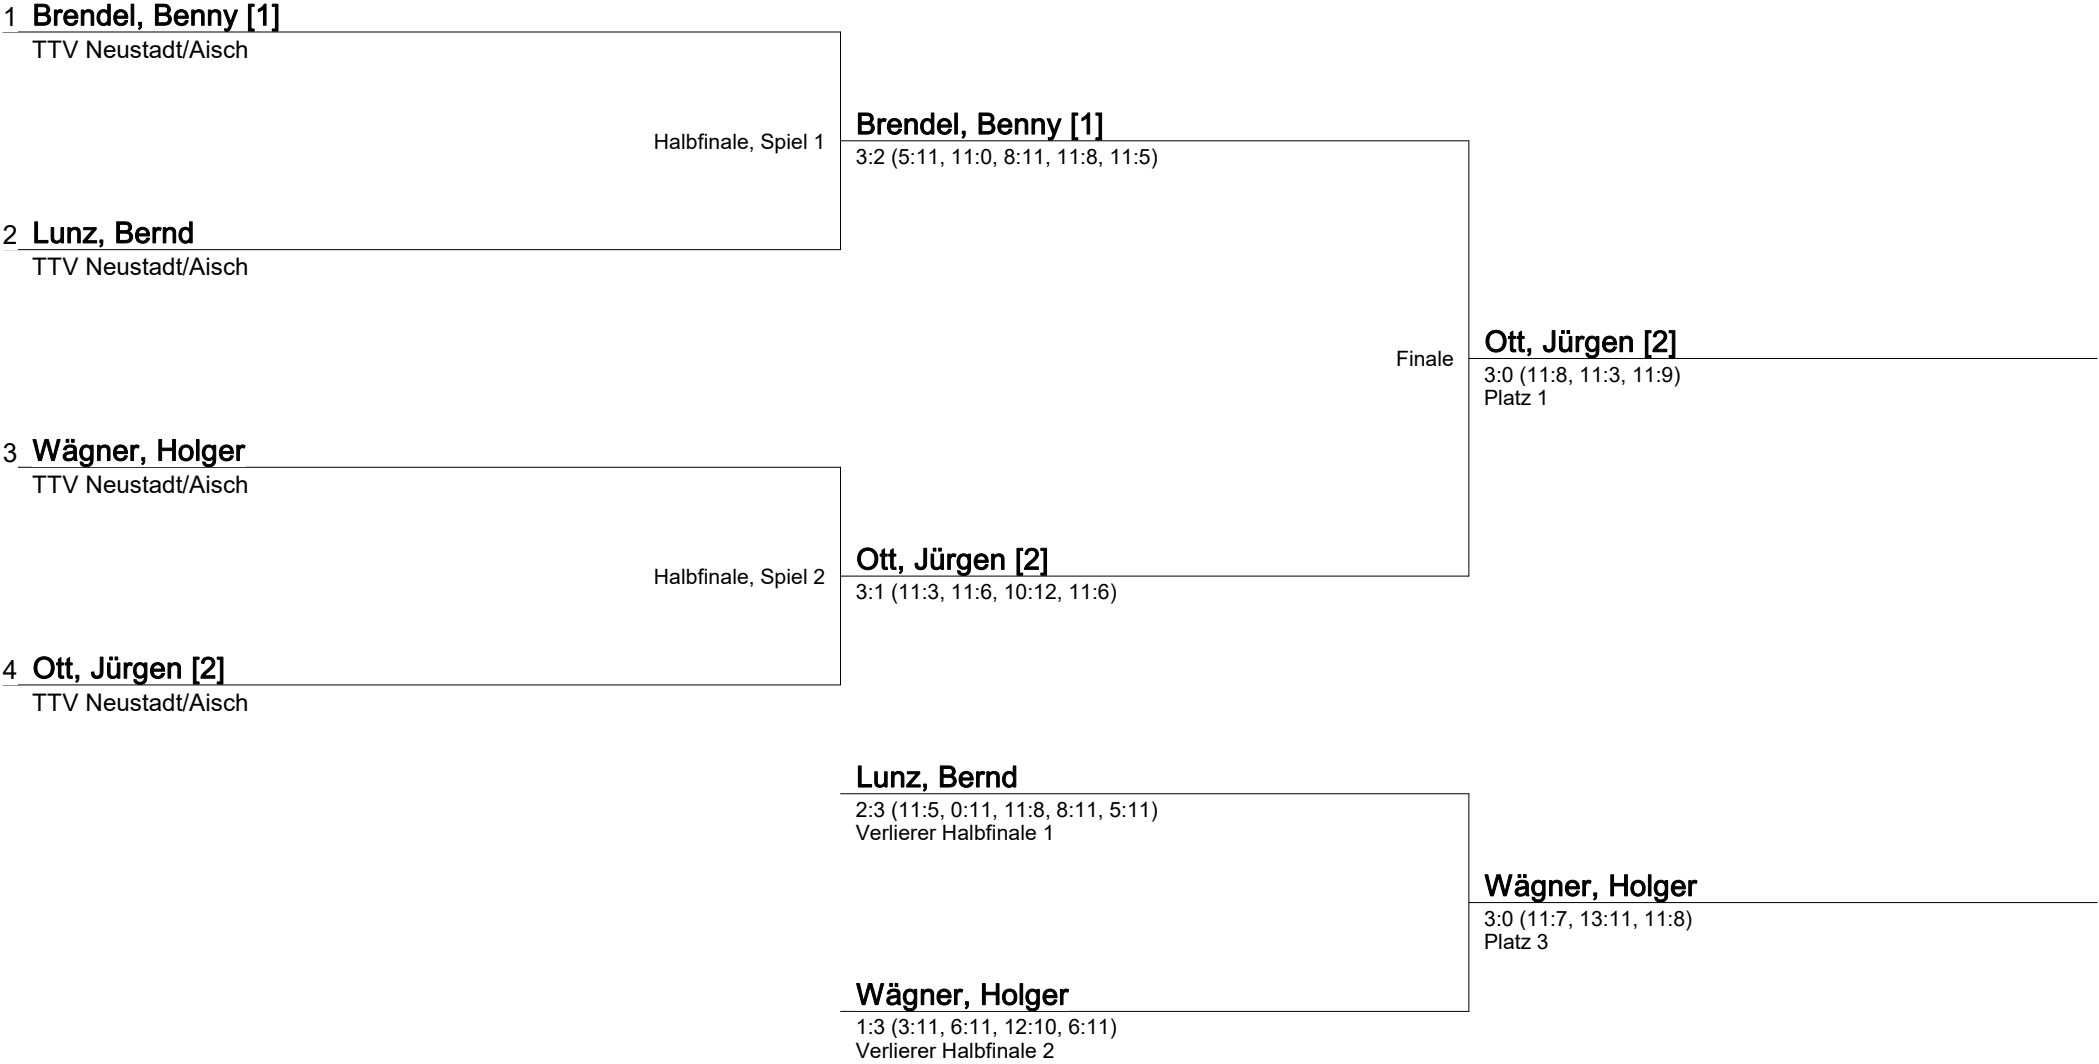 1 Brendel, Benny [1]
TTV Neustadt/Aisch
Halbfinale, Spiel 1
Brendel, Benny [1]
3:2 (5:11, 11:0, 8:11, 11:8, 11:5)
2 Lunz, Bernd
TTV Neustadt/Aisch
Finale
Ott, Jürgen [2]
3:0 (11:8, 11:3, 11:9)
Platz 1
3 Wägner, Holger
TTV Neustadt/Aisch
Halbfinale, Spiel 2
Ott, Jürgen [2]
3:1 (11:3, 11:6, 10:12, 11:6)
4 Ott, Jürgen [2]
TTV Neustadt/Aisch
Lunz, Bernd
2:3 (11:5, 0:11, 11:8, 8:11, 5:11)
Verlierer Halbfinale 1
Wägner, Holger
3:0 (11:7, 13:11, 11:8)
Platz 3
Wägner, Holger
1:3 (3:11, 6:11, 12:10, 6:11)
Verlierer Halbfinale 2